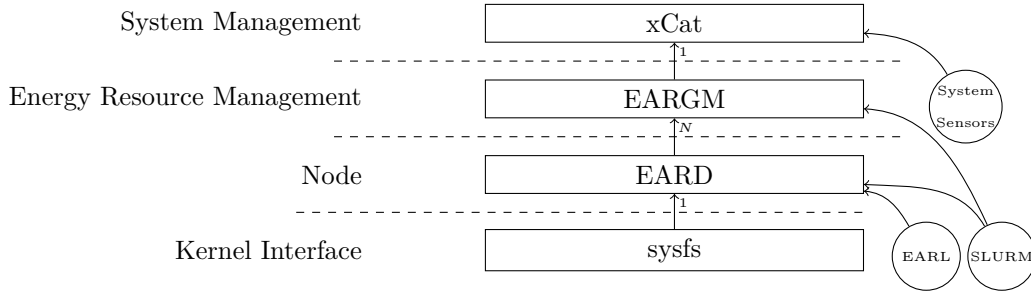 System Management
xCat
1
System
Sensors
Energy Resource Management
EARGM
N
Node
EARD
1
Kernel Interface
sysfs
EARL
SLURM